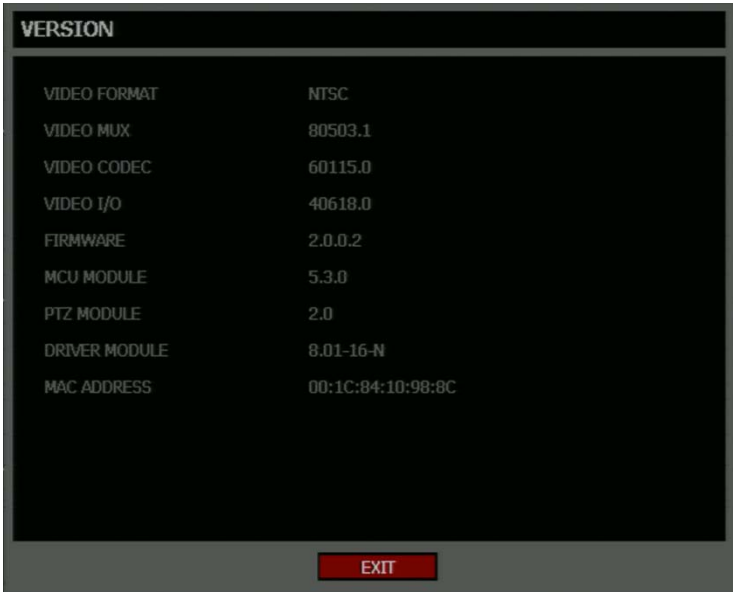 VERSION
VIDEO FORMAT NTSC
VIDEO MUX 80503.1
VIDEO CODEC 60115.0
VIDEO I/O 40618.0
FIRMWARE 2.0.0.2
MCU MODULE 5.3.0
PTZ MODULE 2.0
DRIVER MODULE 8.01-16-N
MAC ADDRESS 00:1C:84:10:98:8C
EXIT